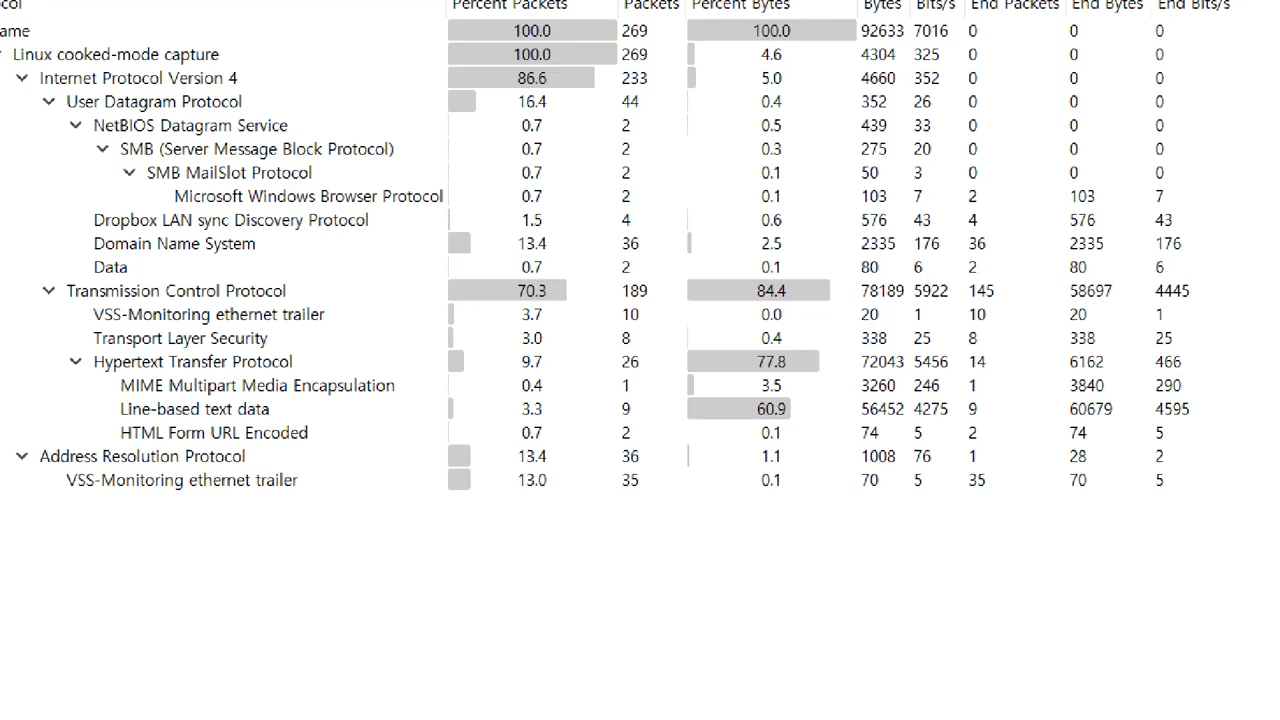 ocol Percent Packets Packets Percent Bytes Bytes Bits/s End Packets End Bytes End Bits/s
ame 100.0 269 100.0 92633 7016 0 0 0
Linux cooked-mode capture 100.0 269 4.6 4304 325 0 0 0
Internet Protocol Version 4 86.6 233 5.0 4660 352 0 0 0
User Datagram Protocol 16.4 44 0.4 352 26 0 0 0
NetBIOS Datagram Service 0.7 2 0.5 439 33 0 0 0
SMB (Server Message Block Protocol) 0.7 2 0.3 275 20 0 0 0
SMB MailSlot Protocol 0.7 2 0.1 50 3 0 0 0
Microsoft Windows Browser Protocol 0.7 2 0.1 103 7 2 103 7
Dropbox LAN sync Discovery Protocol 1.5 4 0.6 576 43 4 576 43
Domain Name System 13.4 36 2.5 2335 176 36 2335 176
Data 0.7 2 0.1 80 6 2 80 6
Transmission Control Protocol 70.3 189 84.4 78189 5922 145 58697 4445
VSS-Monitoring ethernet trailer 3.7 10 0.0 20 1 10 20 1
Transport Layer Security 3.0 8 0.4 338 25 8 338 25
Hypertext Transfer Protocol 9.7 26 77.8 72043 5456 14 6162 466
MIME Multipart Media Encapsulation 0.4 1 3.5 3260 246 1 3840 290
Line-based text data 3.3 9 60.9 56452 4275 9 60679 4595
HTML Form URL Encoded 0.7 2 0.1 74 5 2 74 5
Address Resolution Protocol 13.4 36 1.1 1008 76 1 28 2
VSS-Monitoring ethernet trailer 13.0 35 0.1 70 5 35 70 5